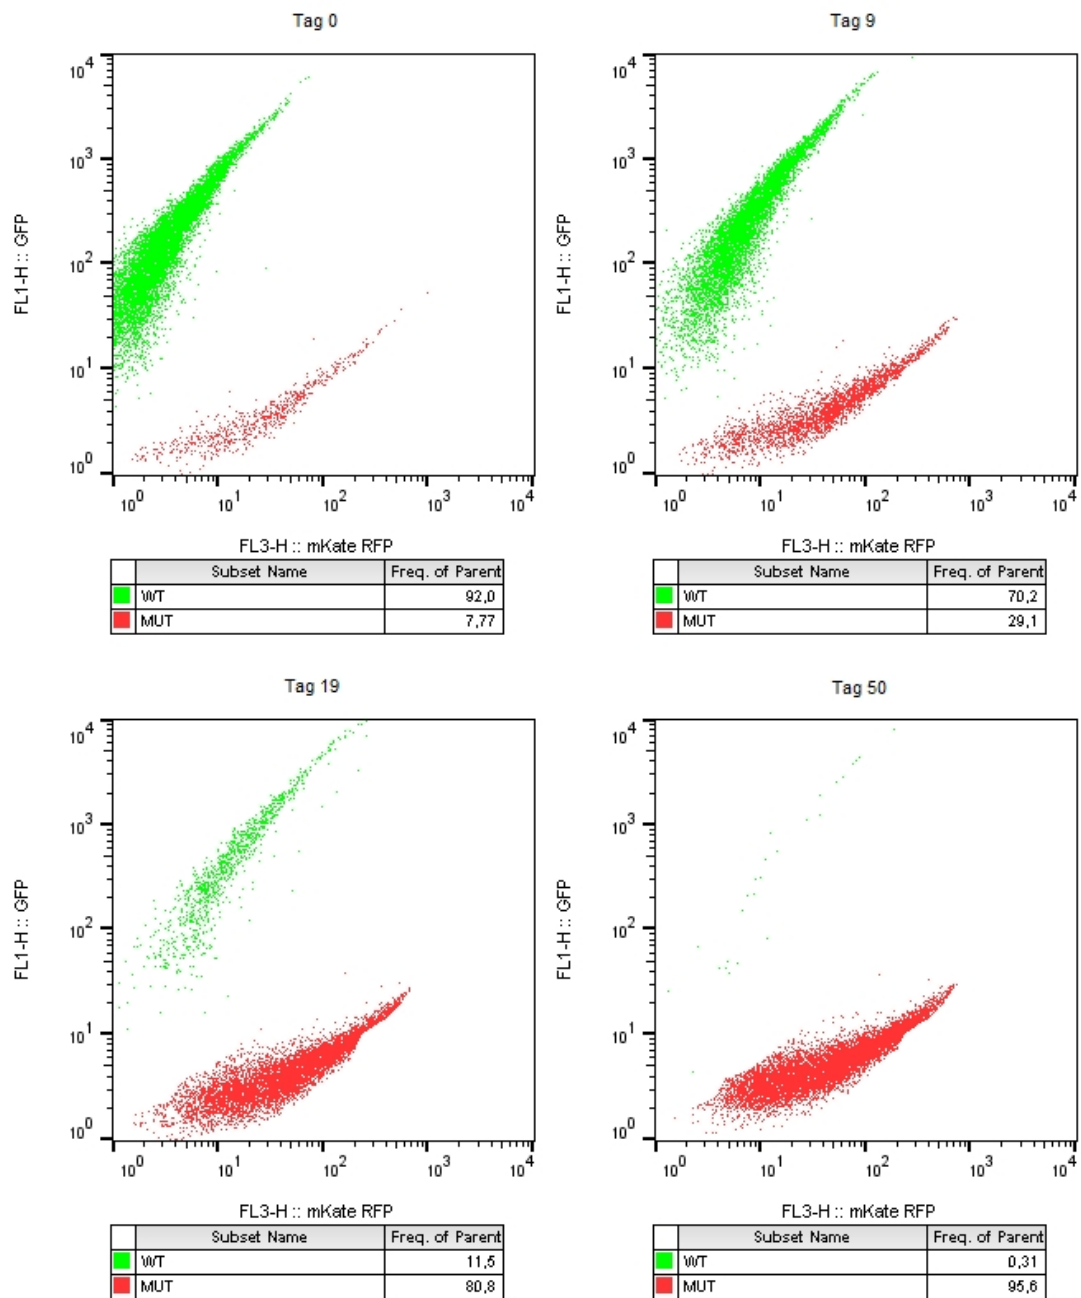 Tag 0
Tag 9
FL1-H :: GFP
10^4
10^3
10^2
10^1
10^0
10^0 10^1 10^2 10^3 10^4
FL3-H :: mKate RFP
Subset Name Freq. of Parent
WT 92,0
MUT 7,77
FL1-H :: GFP
10^4
10^3
10^2
10^1
10^0
10^0 10^1 10^2 10^3 10^4
FL3-H :: mKate RFP
Subset Name Freq. of Parent
WT 70,2
MUT 29,1
Tag 19
Tag 50
FL1-H :: GFP
10^4
10^3
10^2
10^1
10^0
10^0 10^1 10^2 10^3 10^4
FL3-H :: mKate RFP
Subset Name Freq. of Parent
WT 11,5
MUT 80,8
FL1-H :: GFP
10^4
10^3
10^2
10^1
10^0
10^0 10^1 10^2 10^3 10^4
FL3-H :: mKate RFP
Subset Name Freq. of Parent
WT 0,31
MUT 95,6